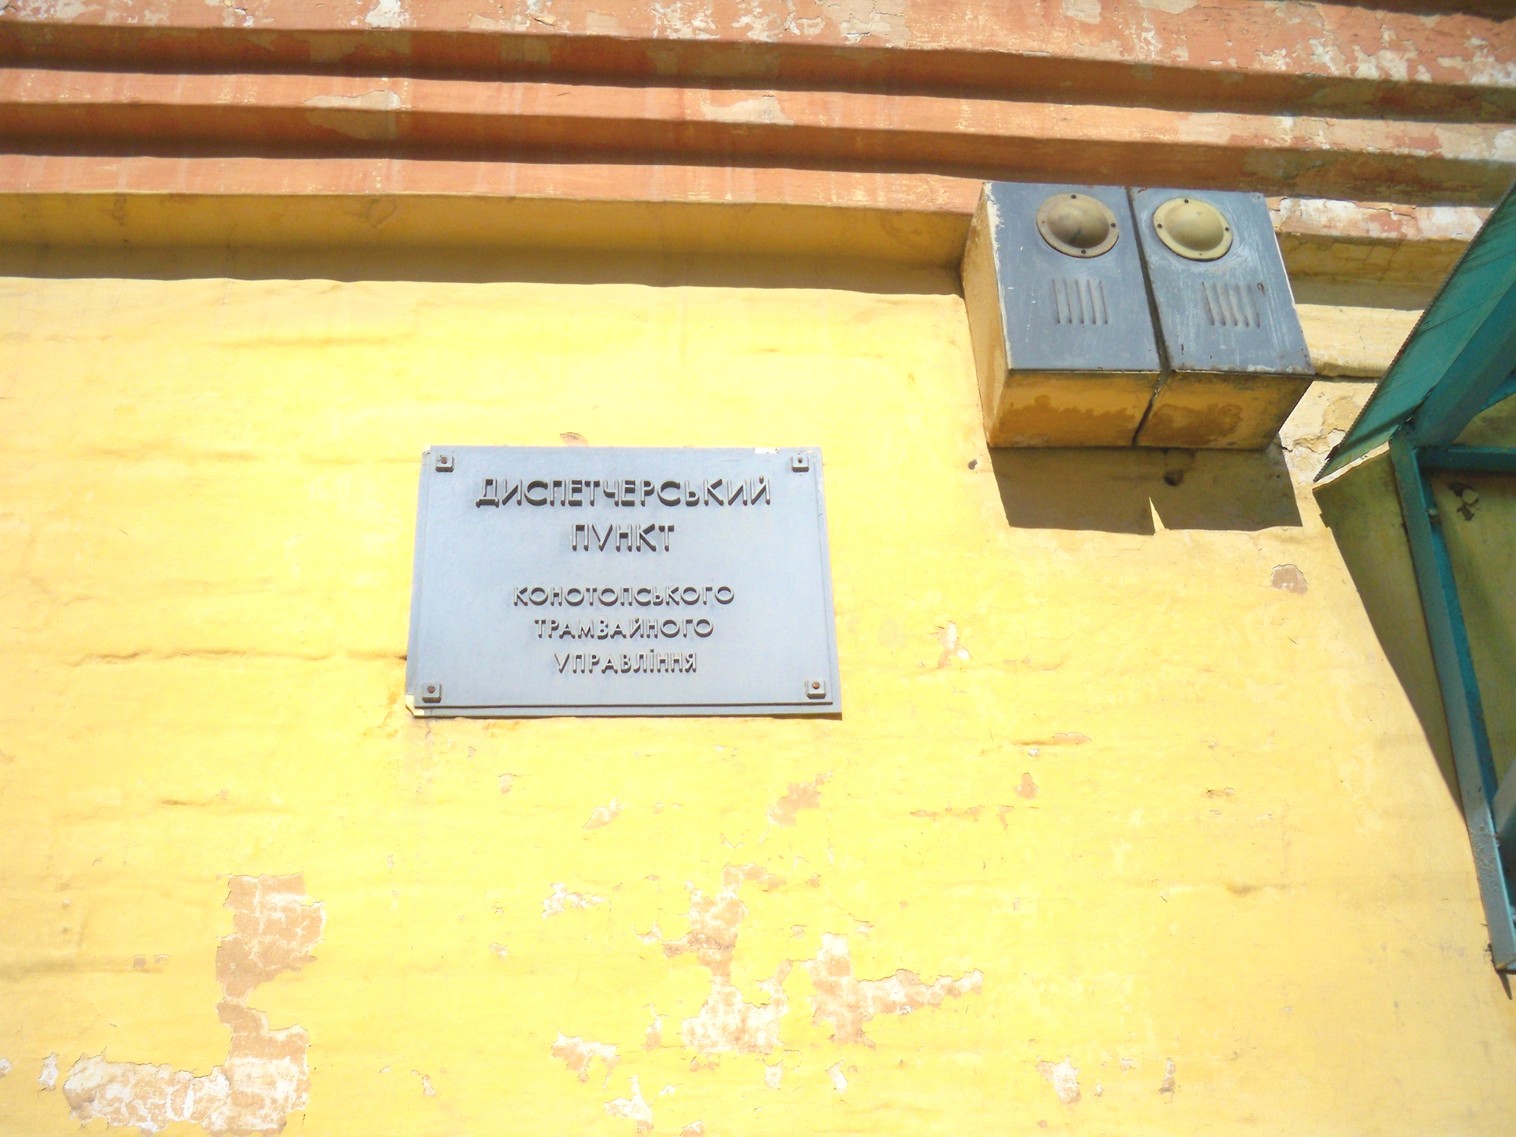 ДИСПЕТЧЕРСЬКИЙ
ПУНКТ
КОНОТОПСЬКОГО
ТРАМВАЙНОГО
УПРАВЛіННЯ